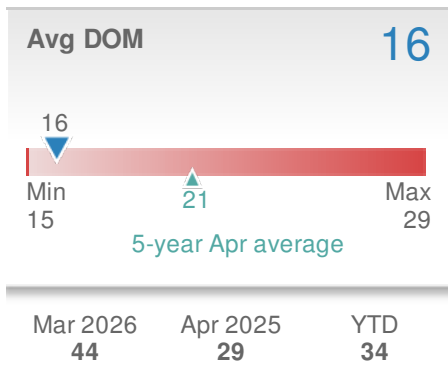 Avg DOM 16
16
Min Max
15 21 29
5-year Apr average
Mar 2026 Apr 2025 YTD
44 29 34